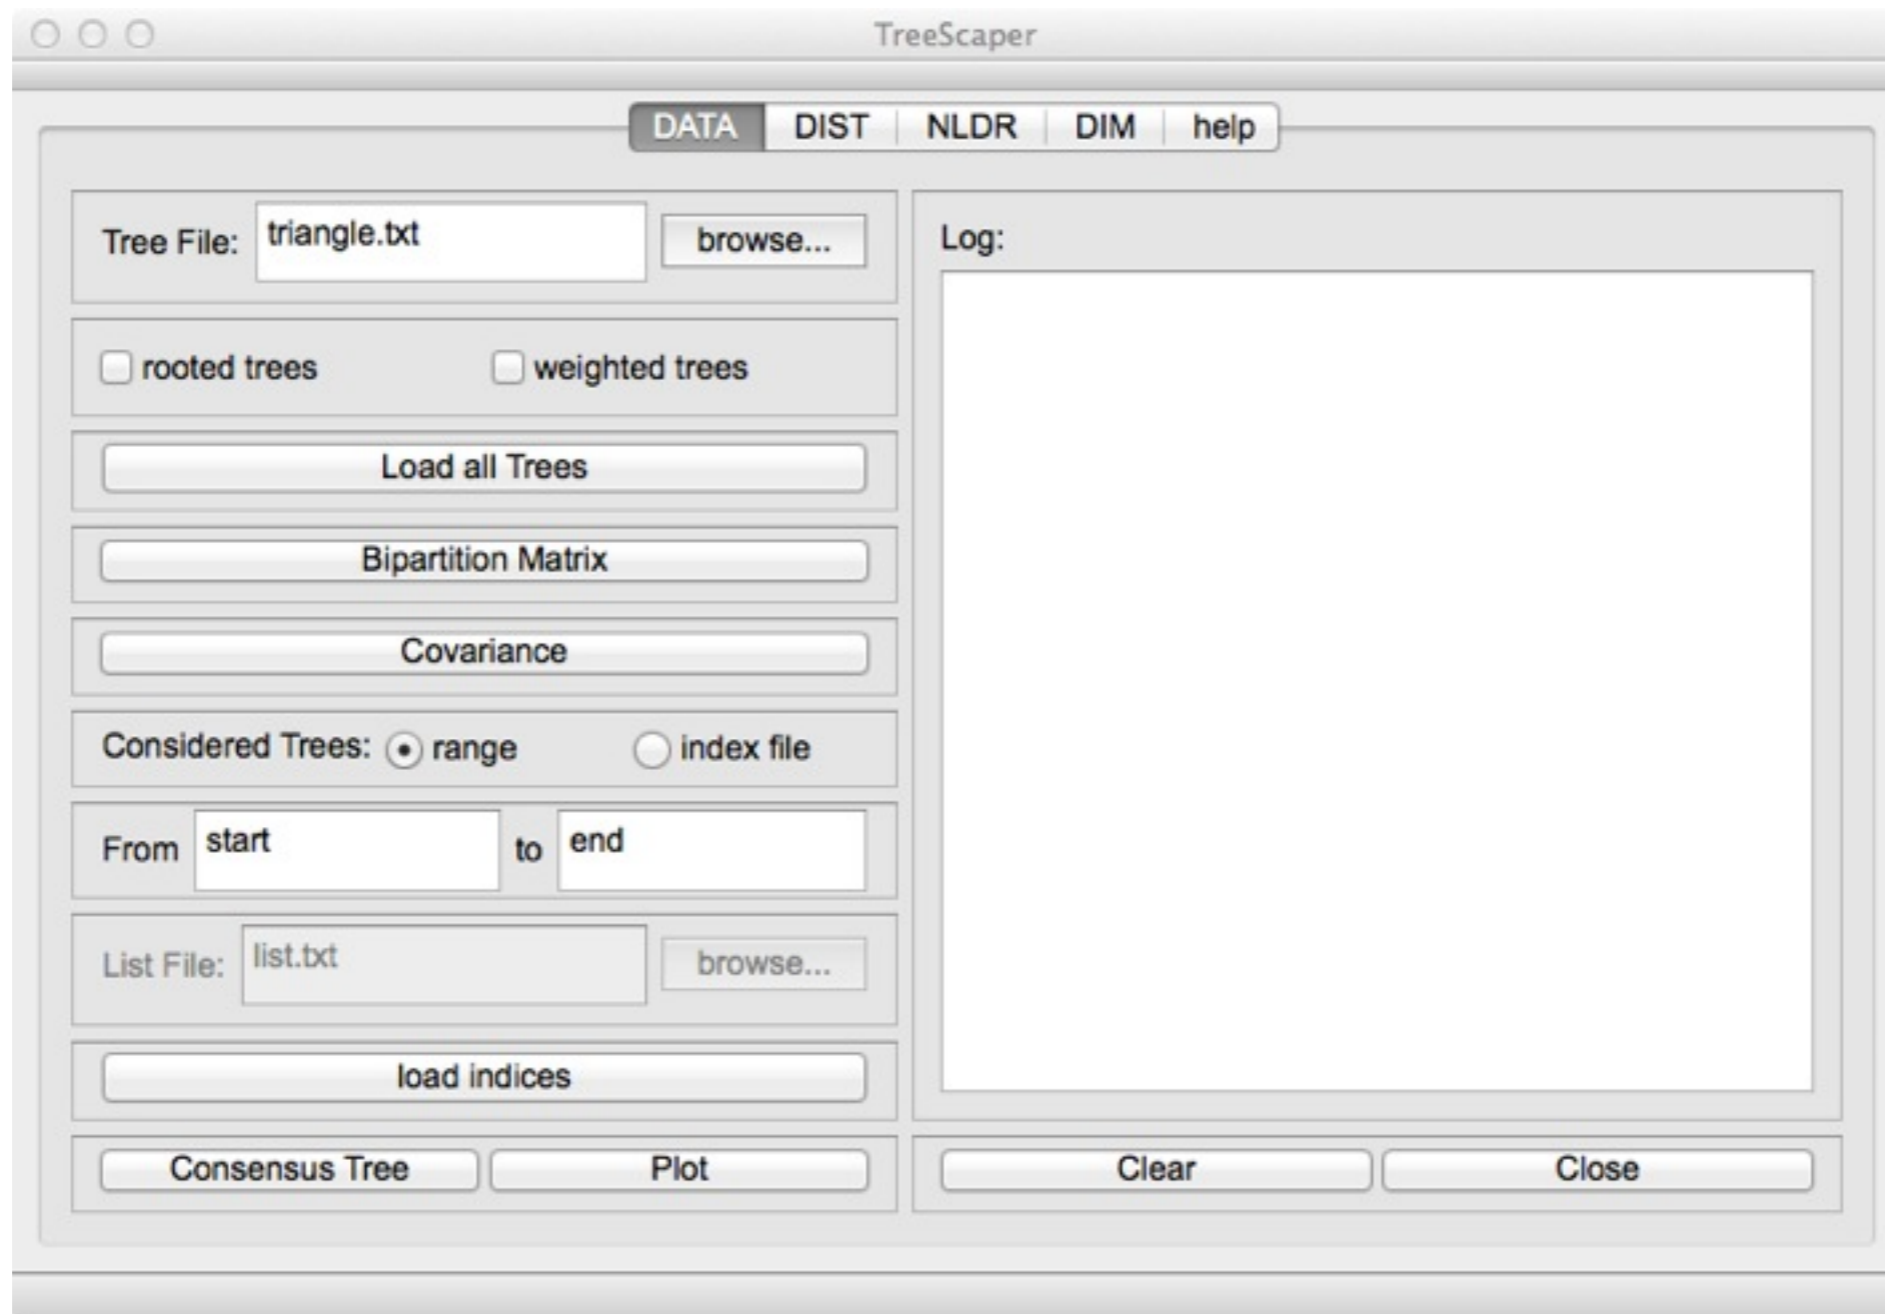 TreeScaper
DATA DIST NLDR DIM help
Tree File: triangle.txt browse...
rooted trees weighted trees
Load all Trees
Bipartition Matrix
Covariance
Considered Trees: range index file
From start to end
List File: list.txt browse...
load indices
Consensus Tree Plot
Log:
Clear Close